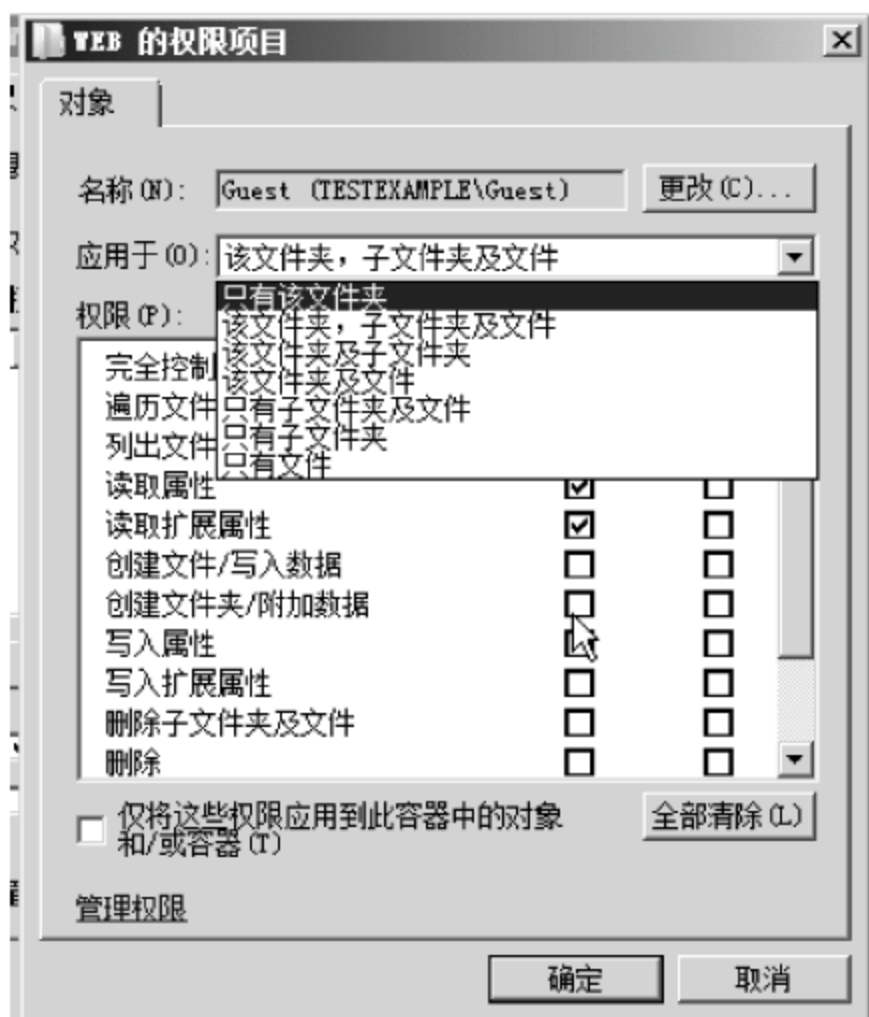 WEB 的权限项目
对象
名称(N): Guest (TESTEXAMPLE\Guest) 更改(C)...
应用于(O): 该文件夹，子文件夹及文件
只有该文件夹
该文件夹，子文件夹及文件
该文件夹及子文件夹
该文件夹及文件
只有子文件夹及文件
只有子文件夹
只有文件
权限(P):
完全控制
遍历文件
列出文件
读取属性
读取扩展属性
创建文件/写入数据
创建文件夹/附加数据
写入属性
写入扩展属性
删除子文件夹及文件
删除
仅将这些权限应用到此容器中的对象
和/或容器(T)
全部清除(L)
管理权限
确定 取消